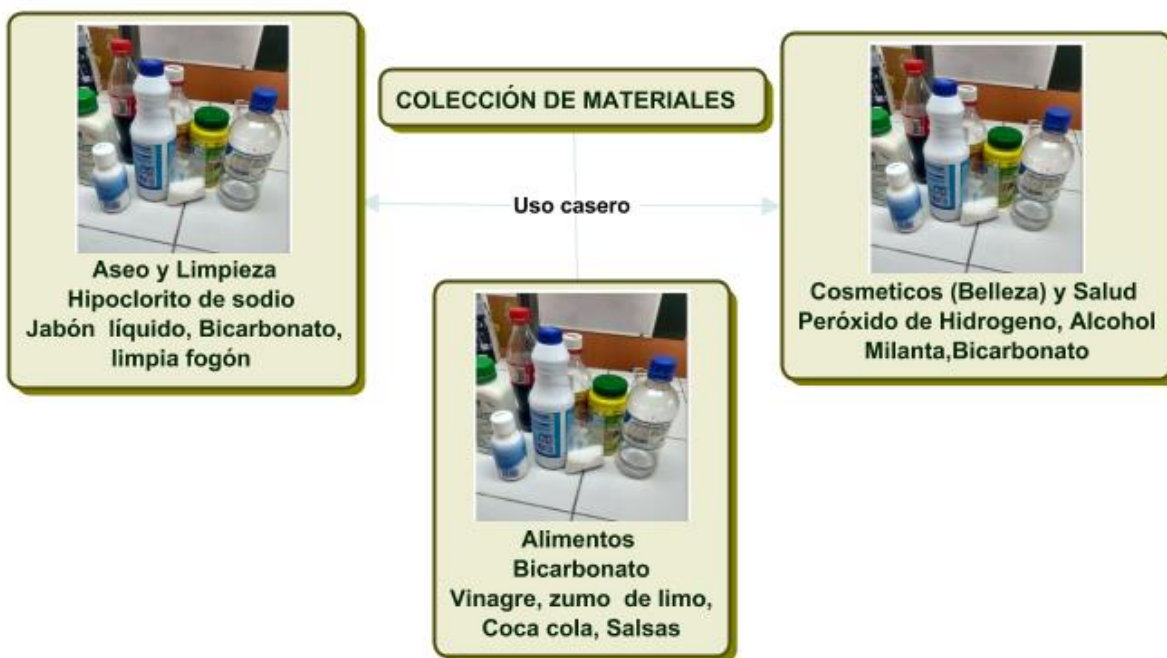 COLECCIÓN DE MATERIALES
Uso casero
Aseo y Limpieza
Hipoclorito de sodio
Jabón líquido, Bicarbonato,
limpia fogón
Alimentos
Bicarbonato
Vinagre, zumo de limo,
Coca cola, Salsas
Cosmeticos (Belleza) y Salud
Peróxido de Hidrogeno, Alcohol
Milanta,Bicarbonato